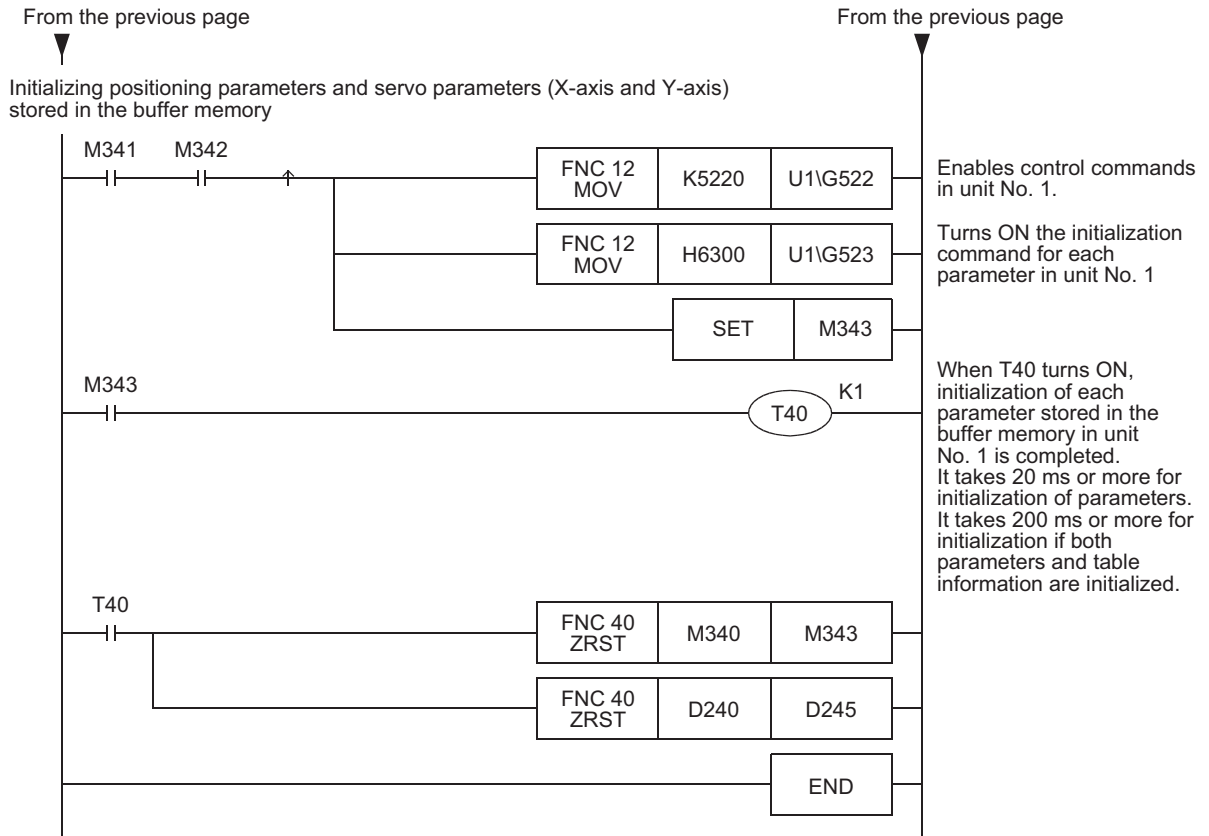 From the previous page
From the previous page
Initializing positioning parameters and servo parameters (X-axis and Y-axis)
stored in the buffer memory
M341
M342
FNC 12
MOV
K5220
U1\G522
Enables control commands
in unit No. 1.
FNC 12
MOV
H6300
U1\G523
Turns ON the initialization
command for each
parameter in unit No. 1
SET
M343
M343
T40
K1
When T40 turns ON,
initialization of each
parameter stored in the
buffer memory in unit
No. 1 is completed.
It takes 20 ms or more for
initialization of parameters.
It takes 200 ms or more for
initialization if both
parameters and table
information are initialized.
T40
FNC 40
ZRST
M340
M343
FNC 40
ZRST
D240
D245
END